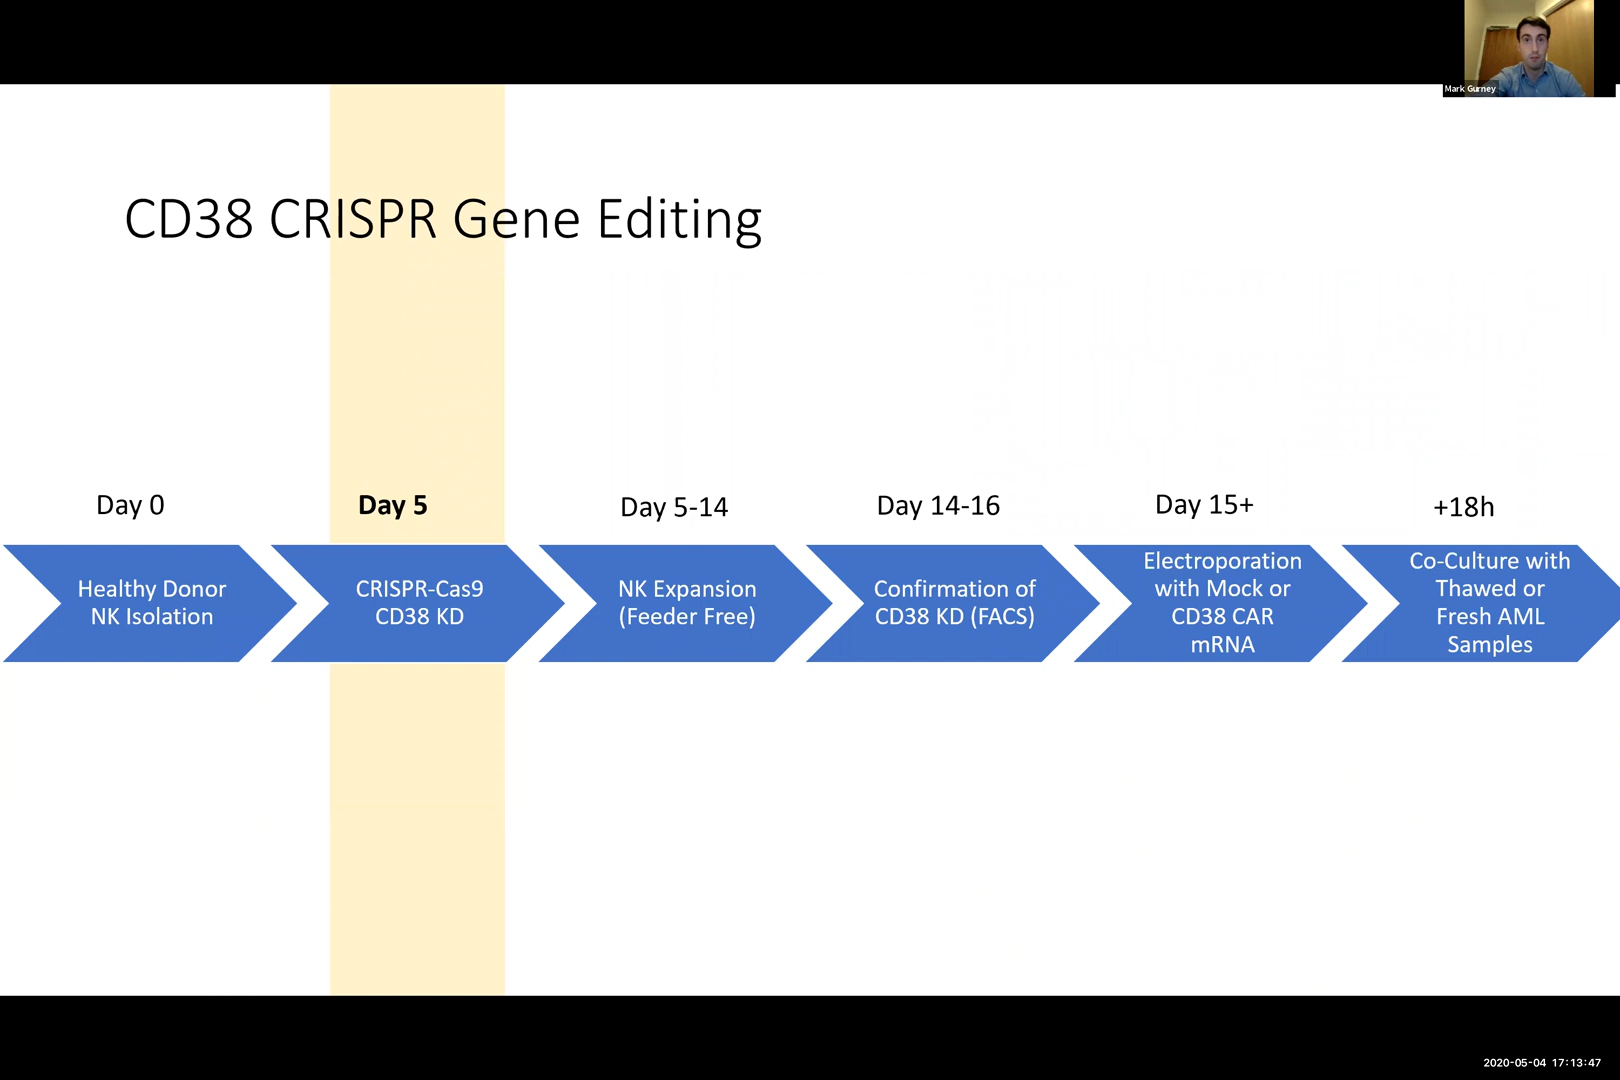 Mark Gurney
CD38 CRISPR Gene Editing
Day 0
Healthy Donor
NK Isolation
Day 5
CRISPR-Cas9
CD38 KD
Day 5-14
NK Expansion
(Feeder Free)
Day 14-16
Confirmation of
CD38 KD (FACS)
Day 15+
Electroporation
with Mock or
CD38 CAR
mRNA
+18h
Co-Culture with
Thawed or
Fresh AML
Samples
2020-05-04 17:13:47